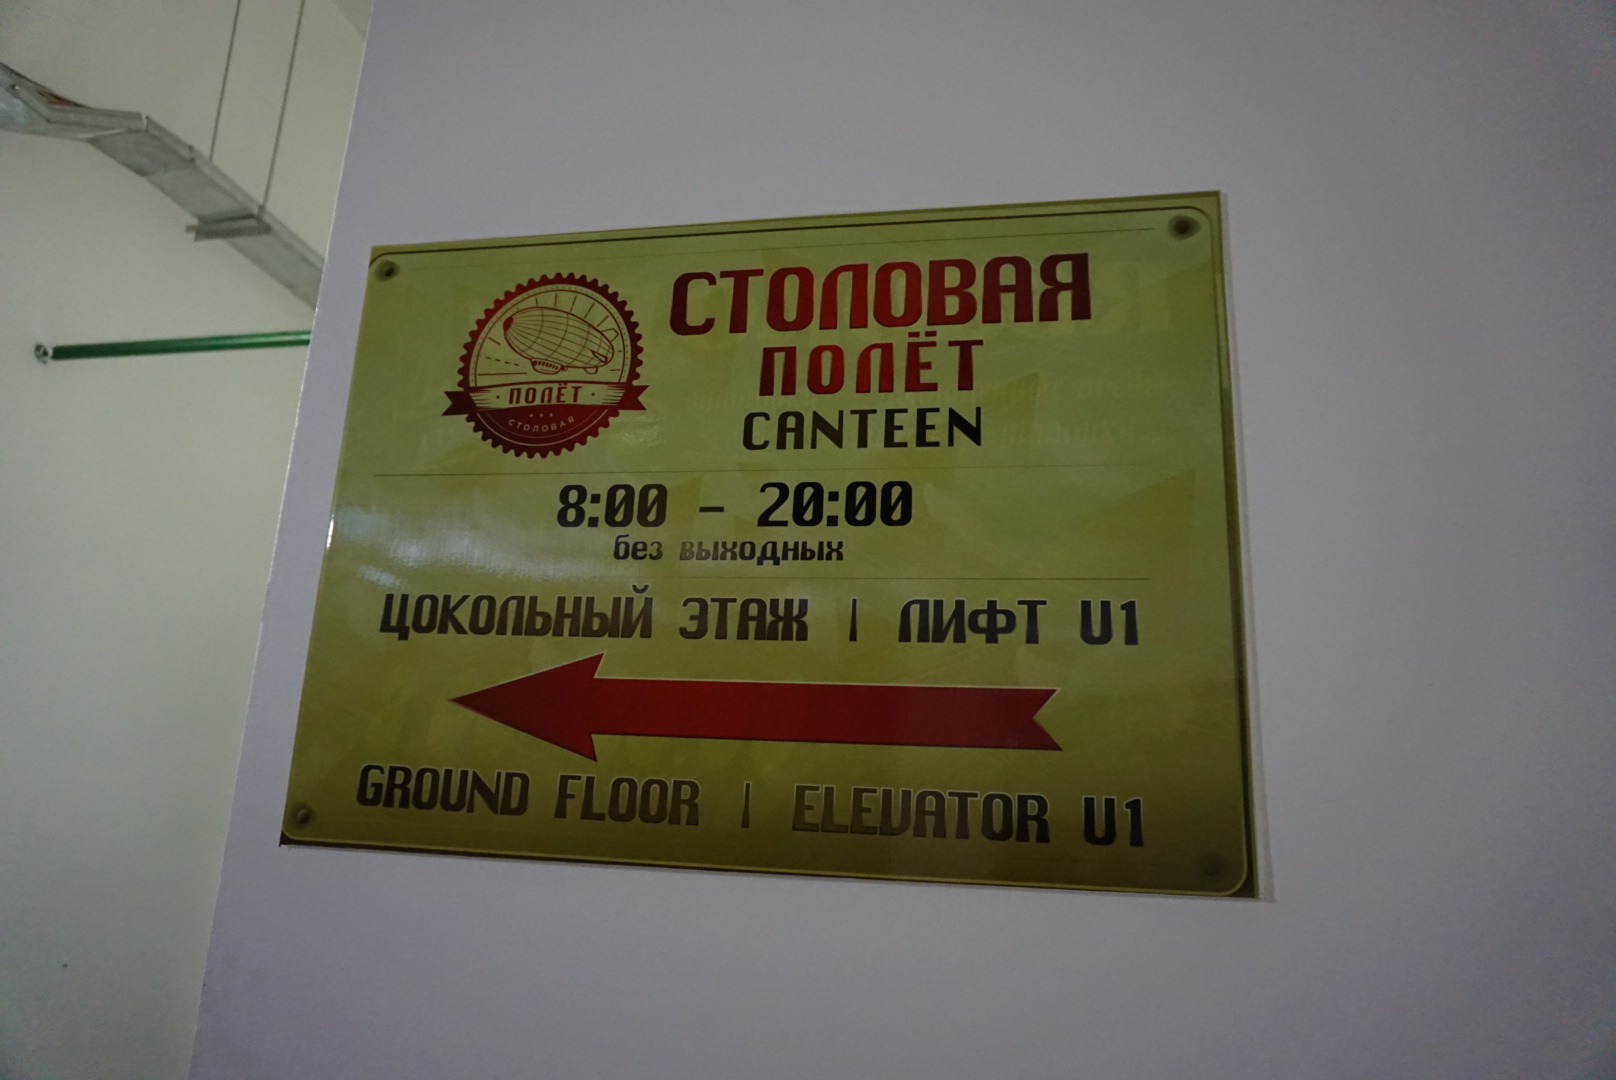 СТОЛОВАЯ
ПОЛЁТ
CANTEEN
· ПОЛЁТ ·
СТОЛОВАЯ
8:00 - 20:00
без выходных
ЦОКОЛЬНЫЙ ЭТАЖ | ЛИФТ U1
GROUND FLOOR | ELEVATOR U1